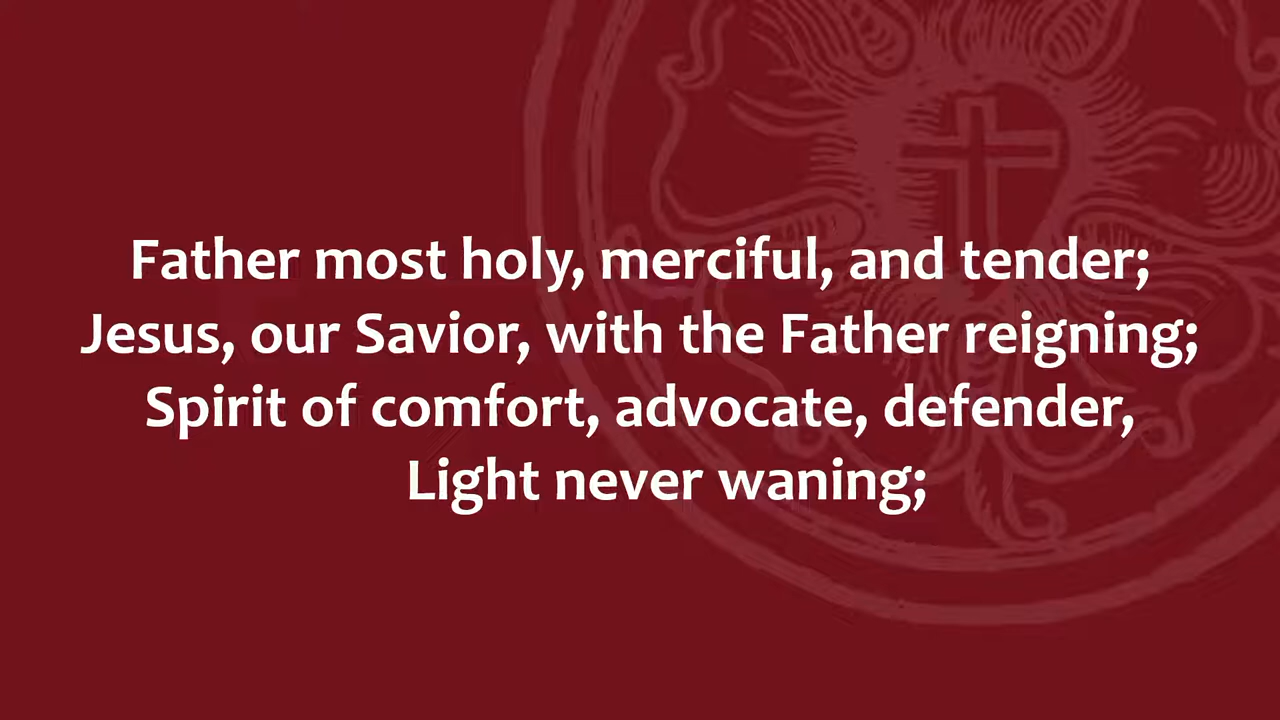 Father most holy, merciful, and tender;
Jesus, our Savior, with the Father reigning;
Spirit of comfort, advocate, defender,
Light never waning;